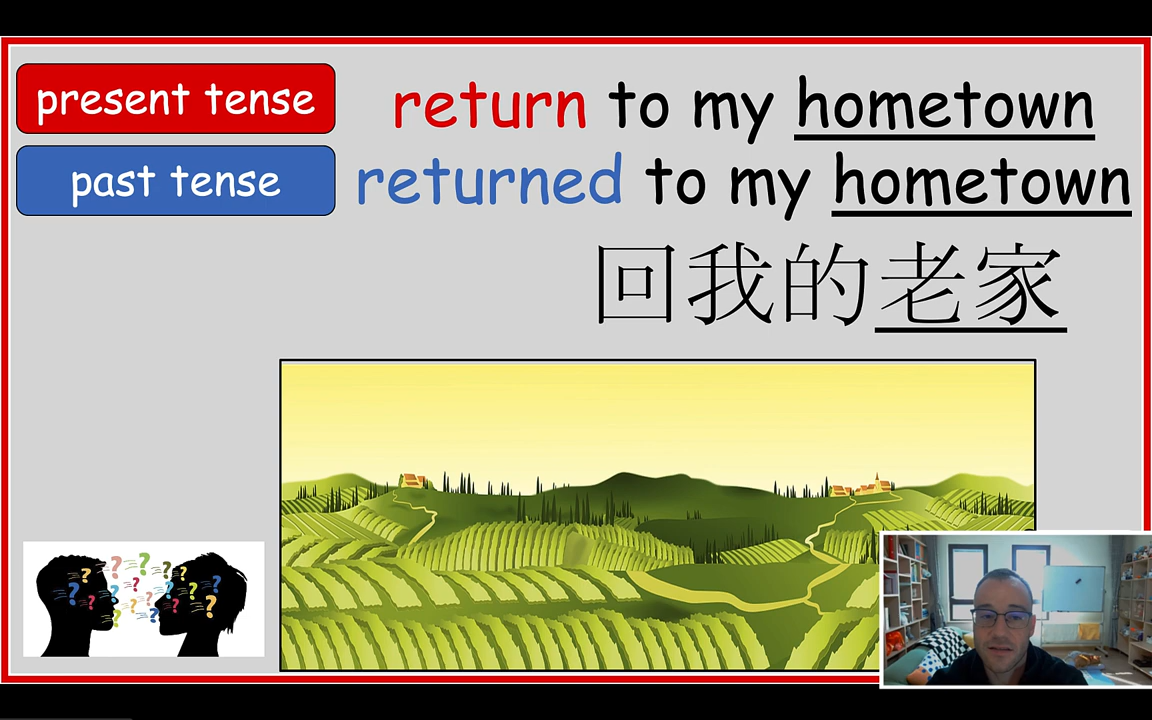 present tense
return to my hometown
past tense
returned to my hometown
回我的老家